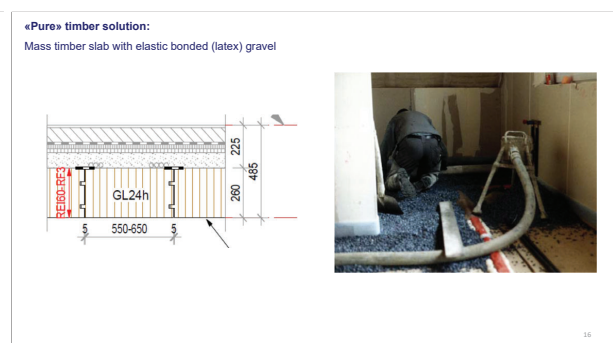 «Pure» timber solution:
Mass timber slab with elastic bonded (latex) gravel
225
485
260
REI60-RF3
GL24h
5 550-650 5
16